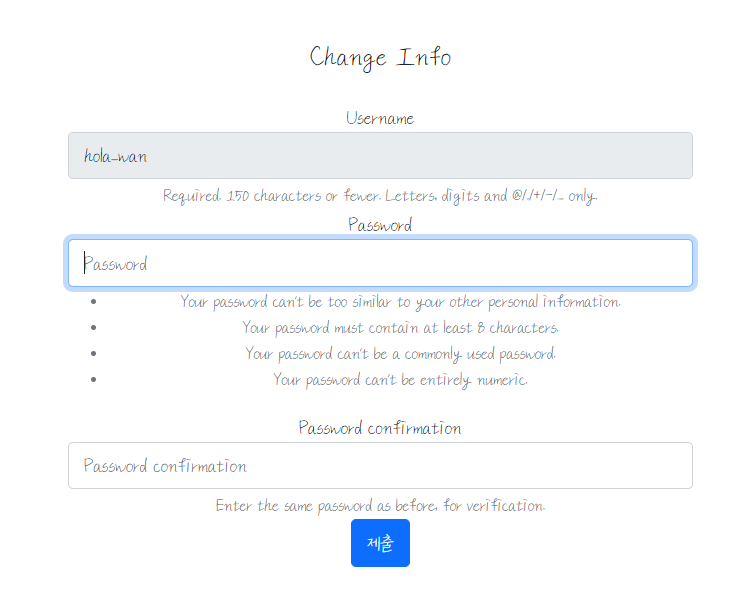 Change Info
Username
hola_wan
Required. 150 characters or fewer. Letters, digits and @/./+/-/_ only.
Password
Password
Your password can't be too similar to your other personal information.
Your password must contain at least 8 characters.
Your password can't be a commonly used password.
Your password can't be entirely numeric.
Password confirmation
Password confirmation
Enter the same password as before, for verification.
제출